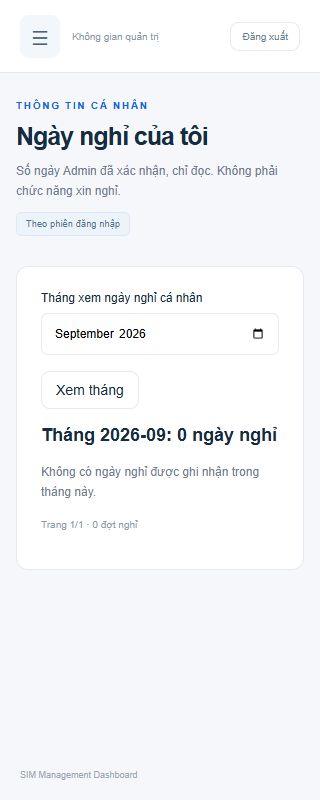 ☰ Không gian quản trị Đăng xuất
THÔNG TIN CÁ NHÂN
Ngày nghỉ của tôi
Số ngày Admin đã xác nhận, chỉ đọc. Không phải
chức năng xin nghỉ.
Theo phiên đăng nhập
Tháng xem ngày nghỉ cá nhân
September 2026
Xem tháng
Tháng 2026-09: 0 ngày nghỉ
Không có ngày nghỉ được ghi nhận trong
tháng này.
Trang 1/1 · 0 đợt nghỉ
SIM Management Dashboard